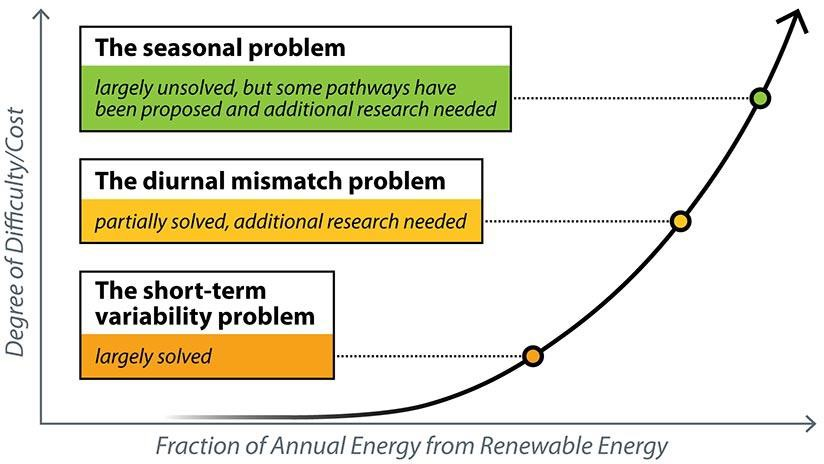 The seasonal problem
largely unsolved, but some pathways have
been proposed and additional research needed
The diurnal mismatch problem
partially solved, additional research needed
The short-term
variability problem
largely solved
Degree of Difficulty/Cost
Fraction of Annual Energy from Renewable Energy